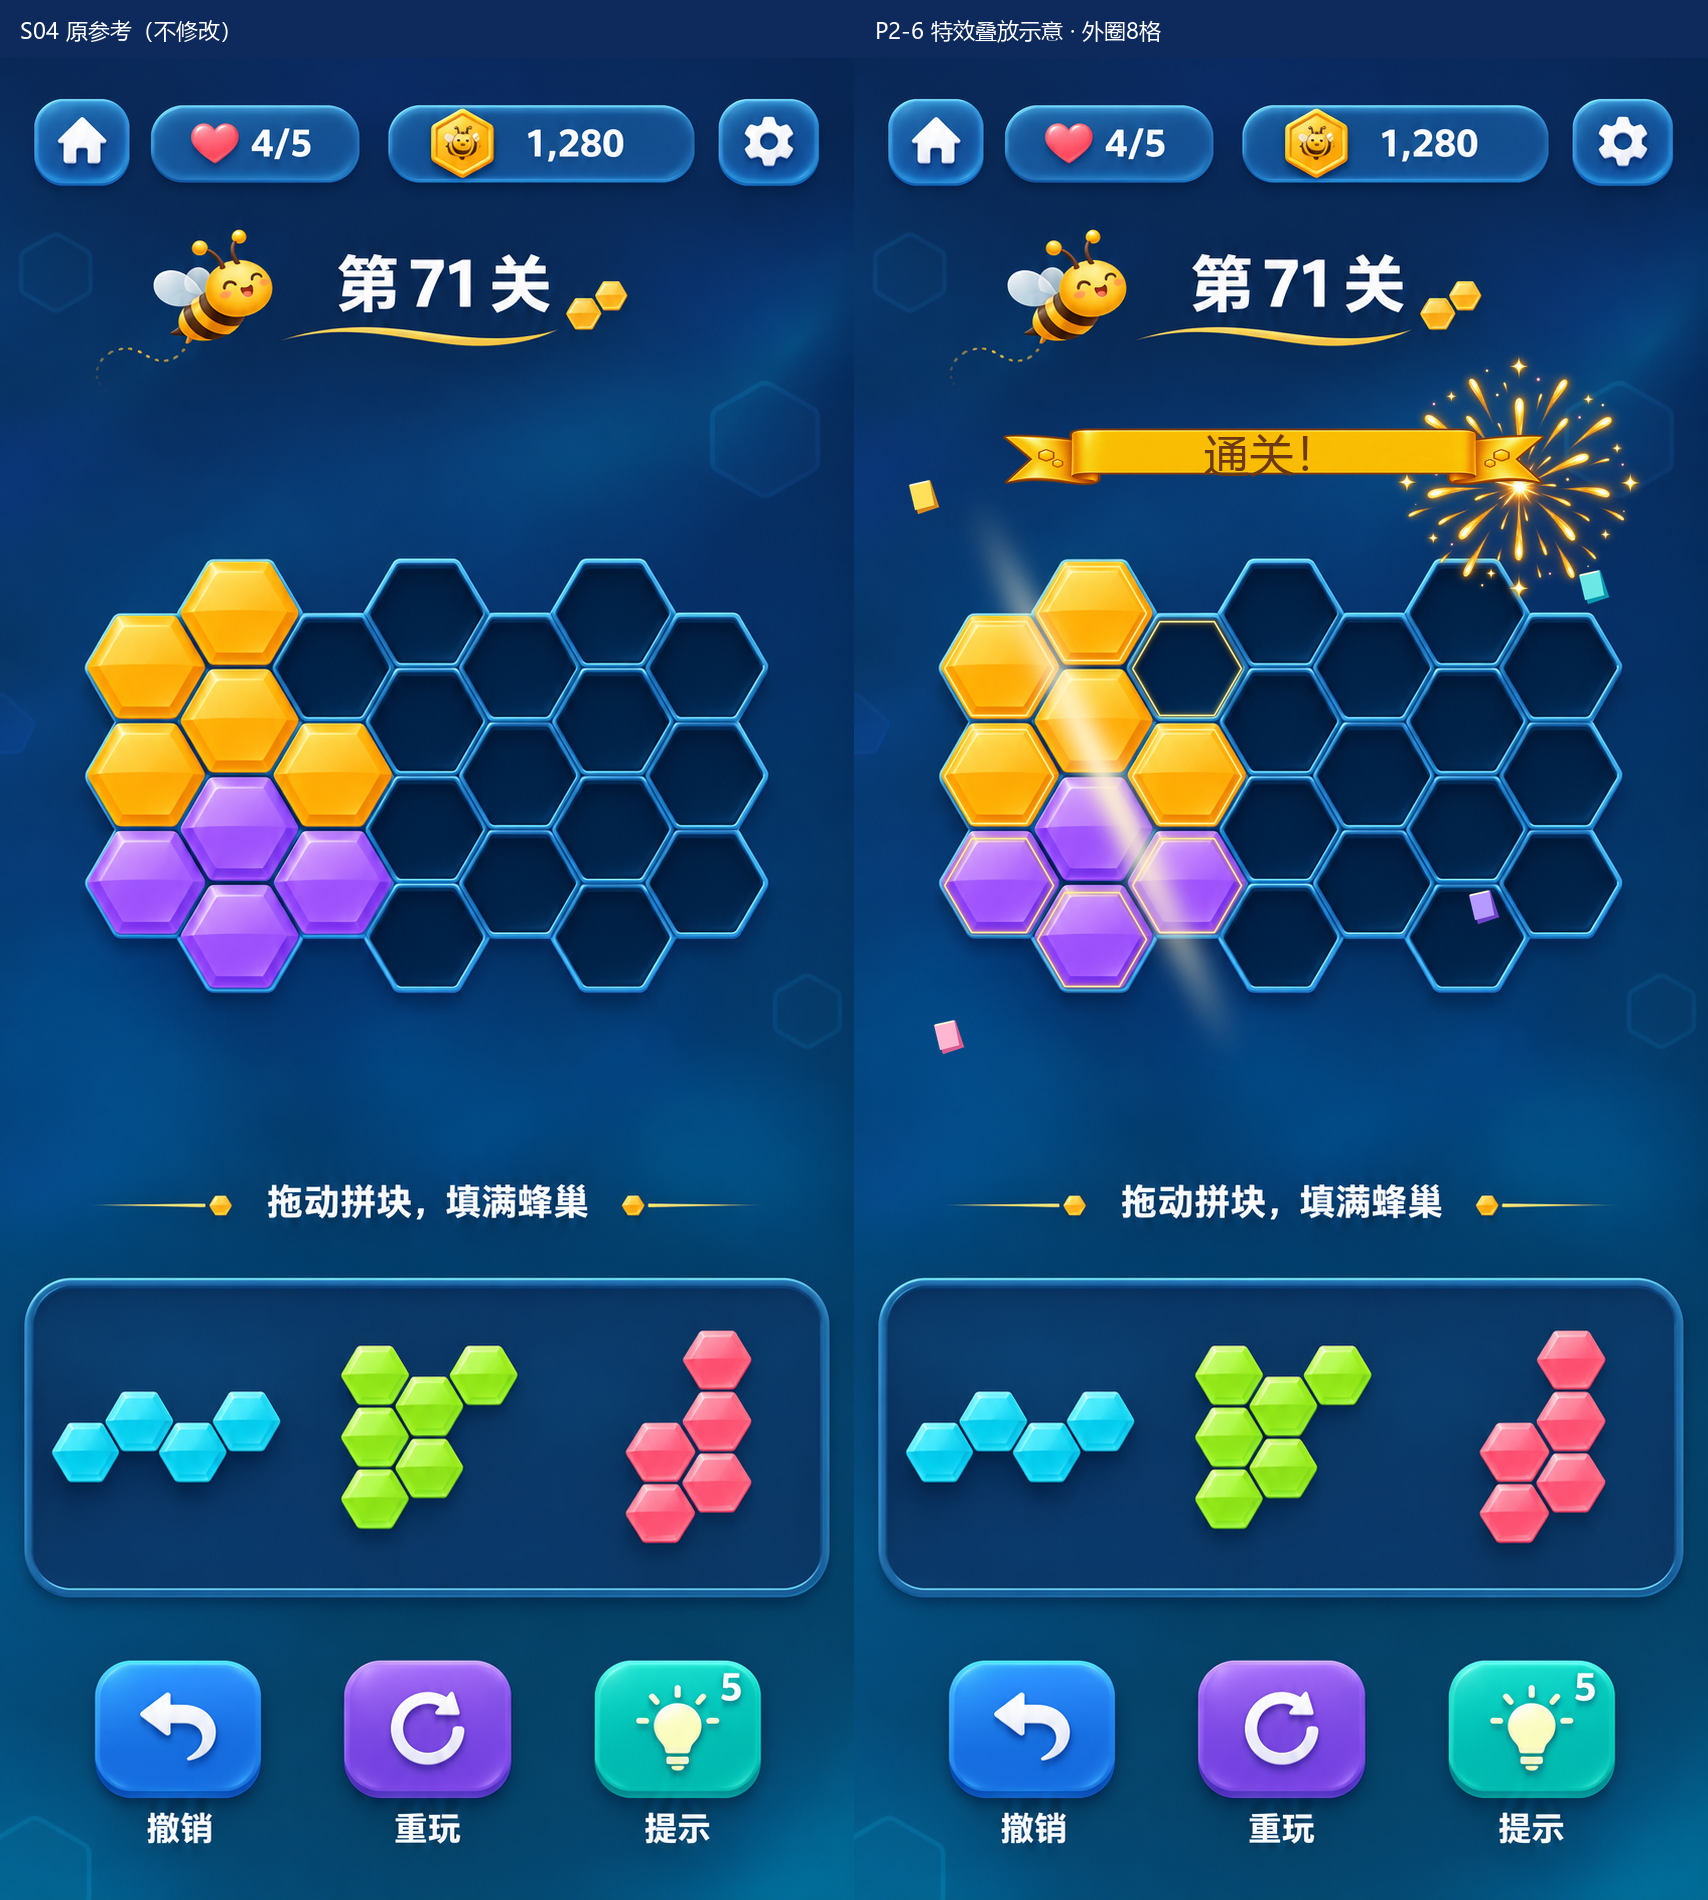 S04 原参考（不修改）
4/5
1,280
第71关
拖动拼块，填满蜂巢
5
撤销
重玩
提示
P2-6 特效叠放示意 · 外圈8格
4/5
1,280
第71关
通关！
拖动拼块，填满蜂巢
5
撤销
重玩
提示